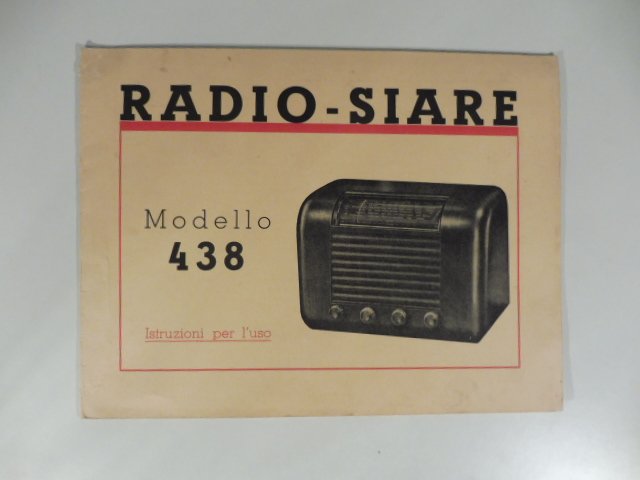 RADIO-SIARE
Modello
438
Istruzioni per l'uso